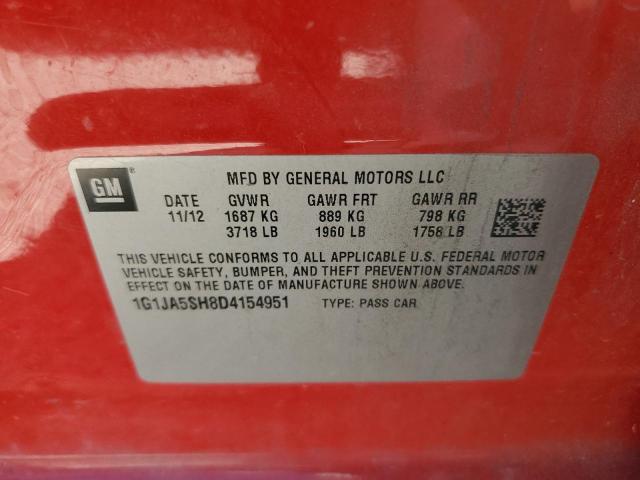 GM ®
MFD BY GENERAL MOTORS LLC
DATE GVWR GAWR FRT GAWR RR
11/12 1687 KG 889 KG 798 KG
3718 LB 1960 LB 1758 LB
THIS VEHICLE CONFORMS TO ALL APPLICABLE U.S. FEDERAL MOTOR
VEHICLE SAFETY, BUMPER, AND THEFT PREVENTION STANDARDS IN
EFFECT ON THE DATE OF MANUFACTURE SHOWN ABOVE.
1G1JA5SH8D4154951 TYPE: PASS CAR